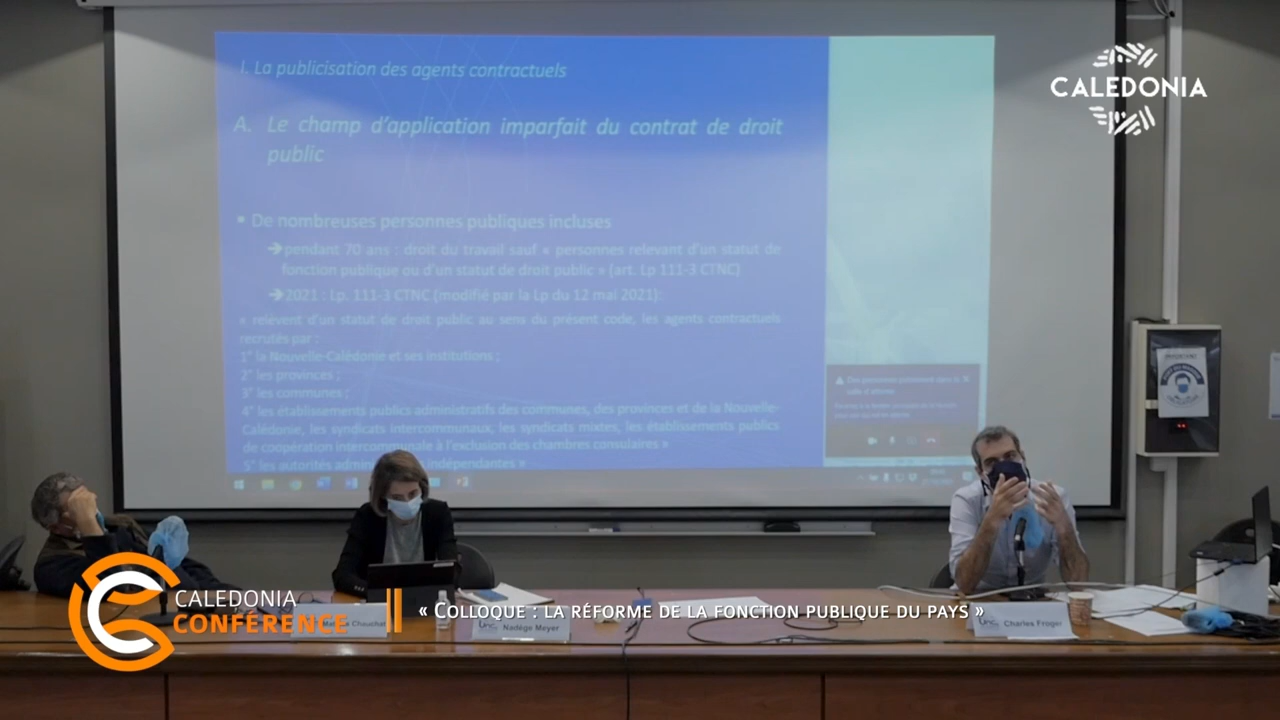 I. La publicisation des agents contractuels
A. Le champ d'application imparfait du contrat de droit
public
▪ De nombreuses personnes publiques incluses
➔pendant 70 ans : droit du travail sauf « personnes relevant d'un statut de
fonction publique ou d'un statut de droit public » (art. Lp 111-3 CTNC)
➔2021 : Lp. 111-3 CTNC (modifié par la Lp du 12 mai 2021):
« relèvent d'un statut de droit public au sens du présent code, les agents contractuels
recrutés par :
1° la Nouvelle-Calédonie et ses institutions ;
2° les provinces ;
3° les communes ;
4° les établissements publics administratifs des communes, des provinces et de la Nouvelle-
Calédonie, les syndicats intercommunaux, les syndicats mixtes, les établissements publics
de coopération intercommunale à l'exclusion des chambres consulaires »
5° les autorités indépendantes »
CALEDONIA
CALEDONIA
CONFÉRENCE
« Colloque : la réforme de la fonction publique du pays »
Chauchat
Nadège Meyer
Charles Froger